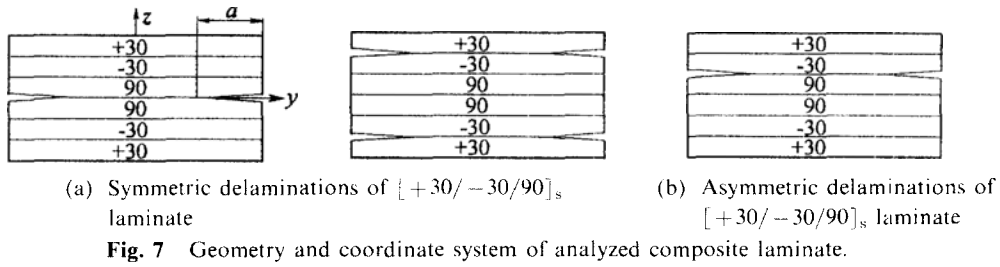 z
a
+30
-30
90
y
90
-30
+30
+30
-30
90
90
-30
+30
+30
-30
90
90
-30
+30
(a) Symmetric delaminations of [+30/−30/90]s
laminate
(b) Asymmetric delaminations of
[+30/−30/90]s laminate
Fig. 7 Geometry and coordinate system of analyzed composite laminate.